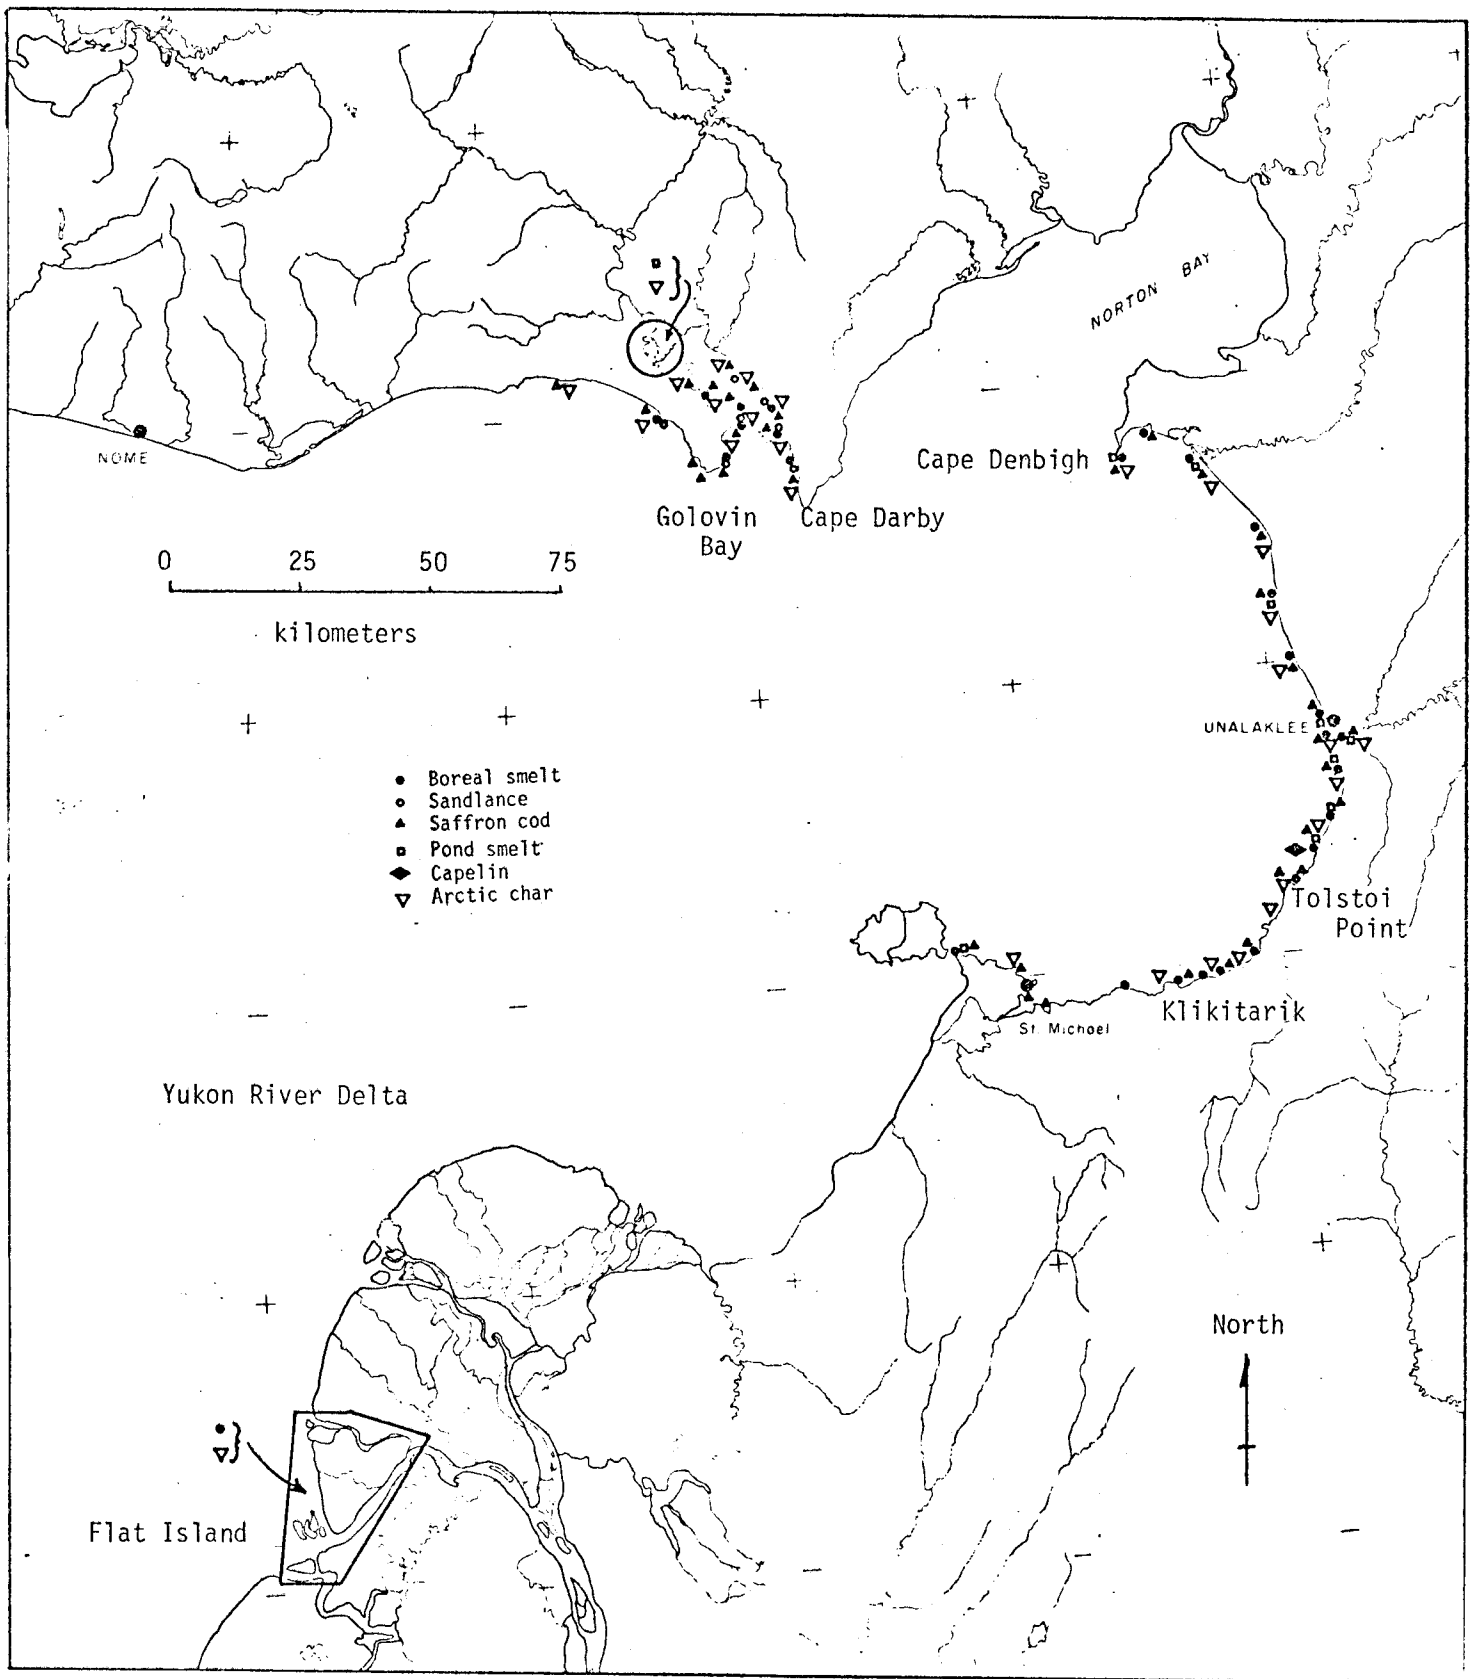 NORTON BAY
NOME
Cape Denbigh
Golovin
Bay
Cape Darby
0 25 50 75
kilometers
UNALAKLEE
Boreal smelt
Sandlance
Saffron cod
Pond smelt
Capelin
Arctic char
Tolstoi
Point
Klikitarik
St. Michael
Yukon River Delta
North
Flat Island